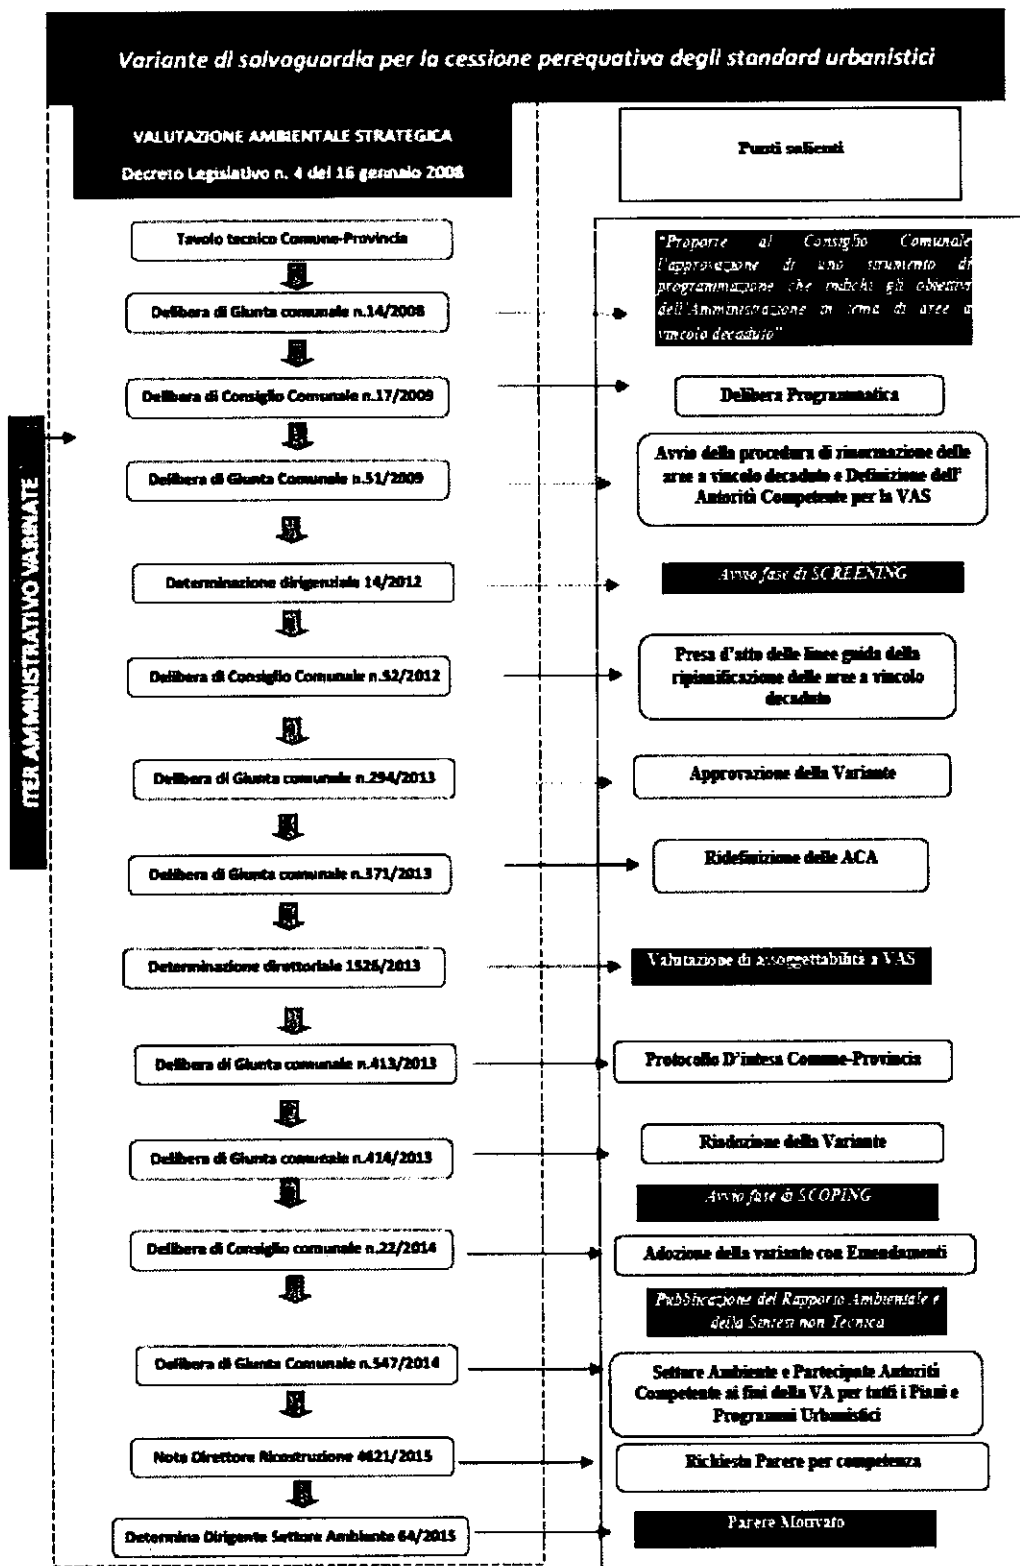 Variante di salvaguardia per la cessione perequativa degli standard urbanistici
VALUTAZIONE AMBIENTALE STRATEGICA
Decreto Legislativo n. 4 del 16 gennaio 2008
Punti salienti
ITER AMMINISTRATIVO VARINATE
Tavolo tecnico Comune-Provincia
"Proporre al Consiglio Comunale
l'approvazione di uno strumento di
programmazione che indichi gli obiettivi
dell'Amministrazione in tema di aree a
vincolo decaduto"
Delibera di Giunta comunale n.14/2008
Delibera di Consiglio Comunale n.17/2009
Delibera Programmatica
Delibera di Giunta Comunale n.51/2009
Avvio della procedura di rinormazione delle
aree a vincolo decaduto e Definizione dell'
Autorità Competente per la VAS
Determinazione dirigenziale 14/2012
Avvio fase di SCREENING
Delibera di Consiglio Comunale n.52/2012
Presa d'atto delle linee guida della
ripianificazione delle aree a vincolo
decaduto
Delibera di Giunta comunale n.294/2013
Approvazione della Variante
Delibera di Giunta comunale n.371/2013
Ridefinizione delle ACA
Determinazione direttoriale 1526/2013
Valutazione di assoggettabilità a VAS
Delibera di Giunta comunale n.413/2013
Protocollo D'intesa Comune-Provincia
Delibera di Giunta comunale n.414/2013
Riadozione della Variante
Avvio fase di SCOPING
Delibera di Consiglio comunale n.22/2014
Adozione della variante con Emendamenti
Pubblicazione del Rapporto Ambientale e
della Sintesi non Tecnica
Delibera di Giunta Comunale n.547/2014
Settore Ambiente e Partecipate Autorità
Competente ai fini della VA per tutti i Piani e
Programmi Urbanistici
Nota Direttore Ricostruzione 4621/2015
Richiesta Parere per competenza
Determina Dirigente Settore Ambiente 64/2015
Parere Motivato